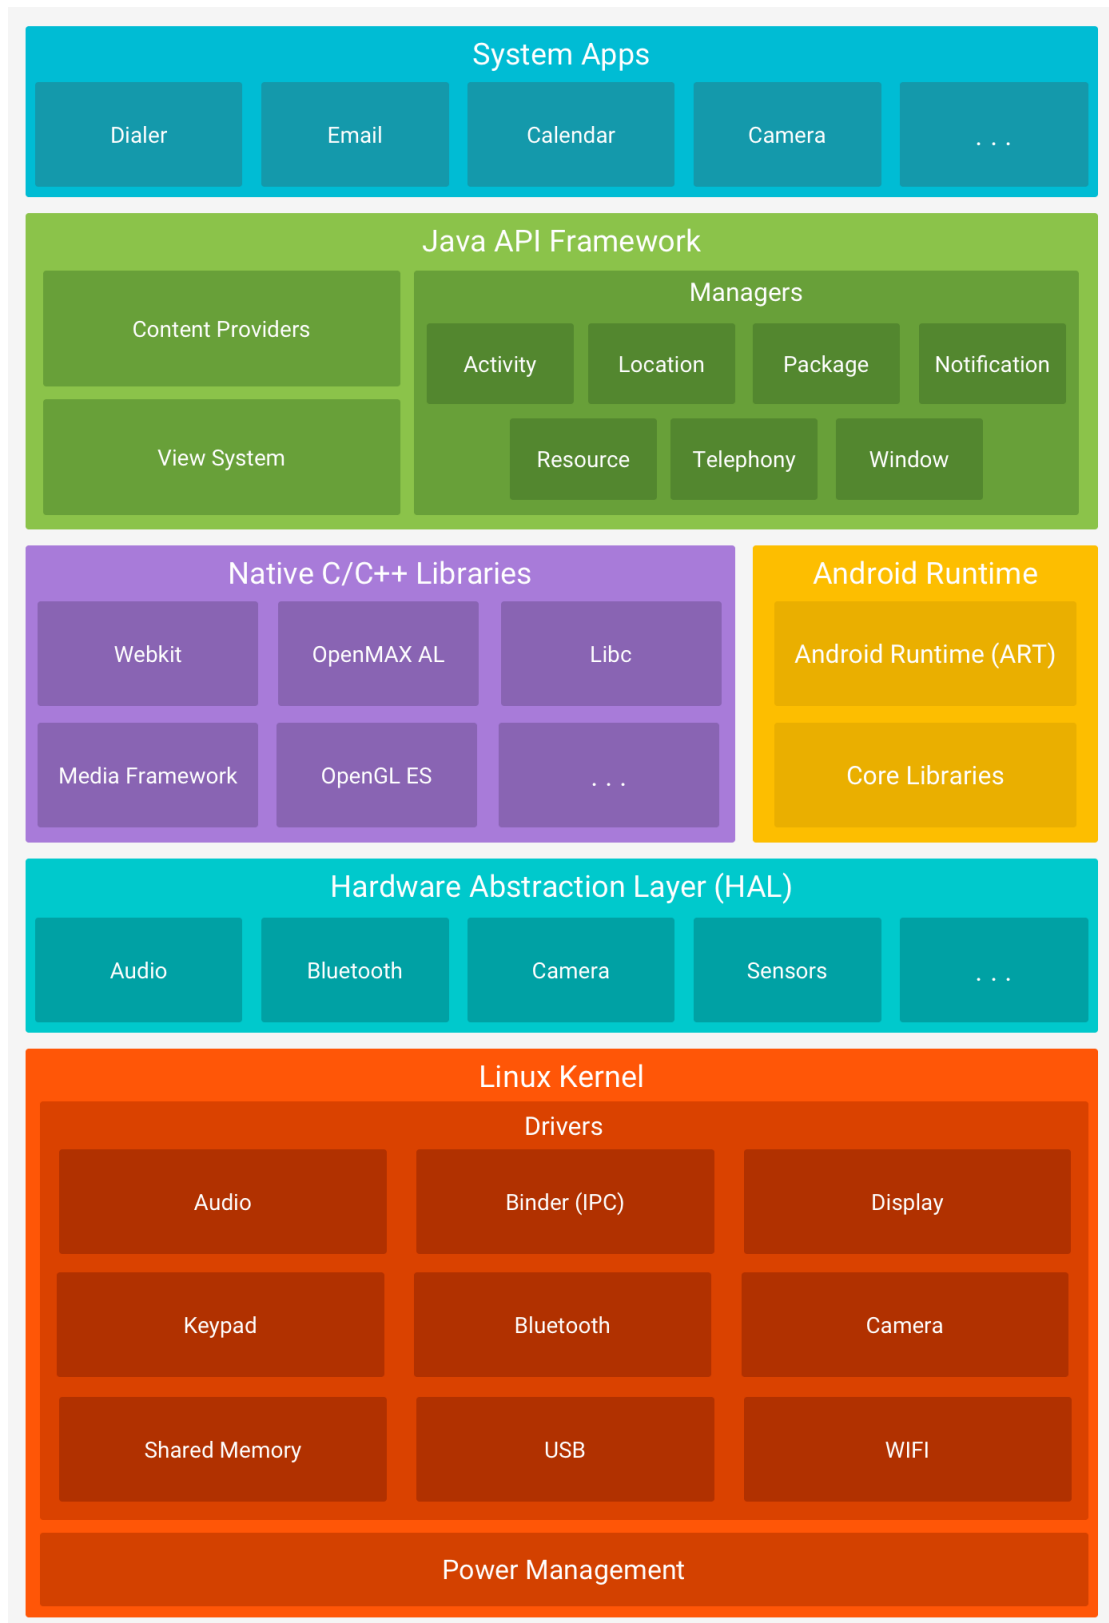 System Apps
Dialer
Email
Calendar
Camera
. . .
Java API Framework
Content Providers
View System
Managers
Activity
Location
Package
Notification
Resource
Telephony
Window
Native C/C++ Libraries
Webkit
OpenMAX AL
Libc
Media Framework
OpenGL ES
. . .
Android Runtime
Android Runtime (ART)
Core Libraries
Hardware Abstraction Layer (HAL)
Audio
Bluetooth
Camera
Sensors
. . .
Linux Kernel
Drivers
Audio
Binder (IPC)
Display
Keypad
Bluetooth
Camera
Shared Memory
USB
WIFI
Power Management